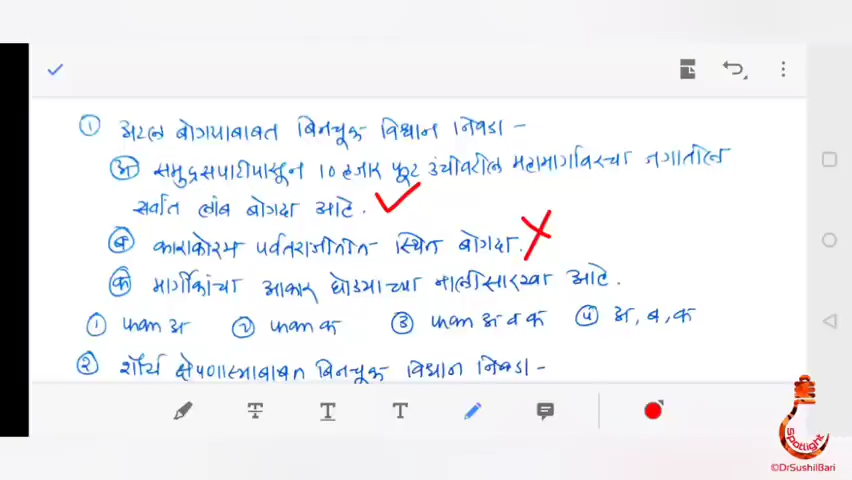 ① अटल बोगद्याबाबत बिनचूक विधान निवडा -
अ समुद्रसपाटीपासून 10 हजार फूट उंचीवरील महामार्गावरचा जगातील
सर्वात लांब बोगदा आहे.
ब काराकोरम पर्वतराजीतील स्थित बोगदा.
क मार्गीकांचा आकार घोड्याच्या नालीसारखा आहे.
① फक्त अ ② फक्त क ③ फक्त अ व क ④ अ, ब, क
② शौर्य क्षेपणास्त्राबाबत बिनचूक विधान निवडा -
T T T
Spotlight
©DrSushilBari